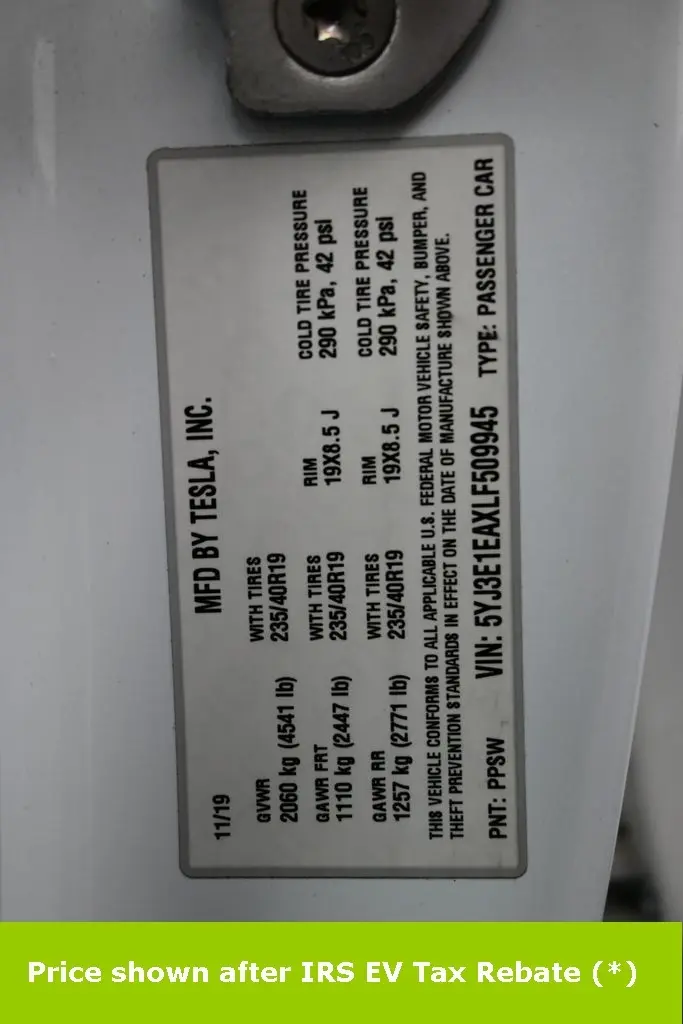 11/19 MFD BY TESLA, INC.
GVWR WITH TIRES
2060 kg (4541 lb) 235/40R19
GAWR FRT WITH TIRES RIM COLD TIRE PRESSURE
1110 kg (2447 lb) 235/40R19 19X8.5 J 290 kPa, 42 psi
GAWR RR WITH TIRES RIM COLD TIRE PRESSURE
1257 kg (2771 lb) 235/40R19 19X8.5 J 290 kPa, 42 psi
THIS VEHICLE CONFORMS TO ALL APPLICABLE U.S. FEDERAL MOTOR VEHICLE SAFETY, BUMPER, AND
THEFT PREVENTION STANDARDS IN EFFECT ON THE DATE OF MANUFACTURE SHOWN ABOVE.
PNT: PPSW VIN: 5YJ3E1EAXLF509945 TYPE: PASSENGER CAR
Price shown after IRS EV Tax Rebate (*)